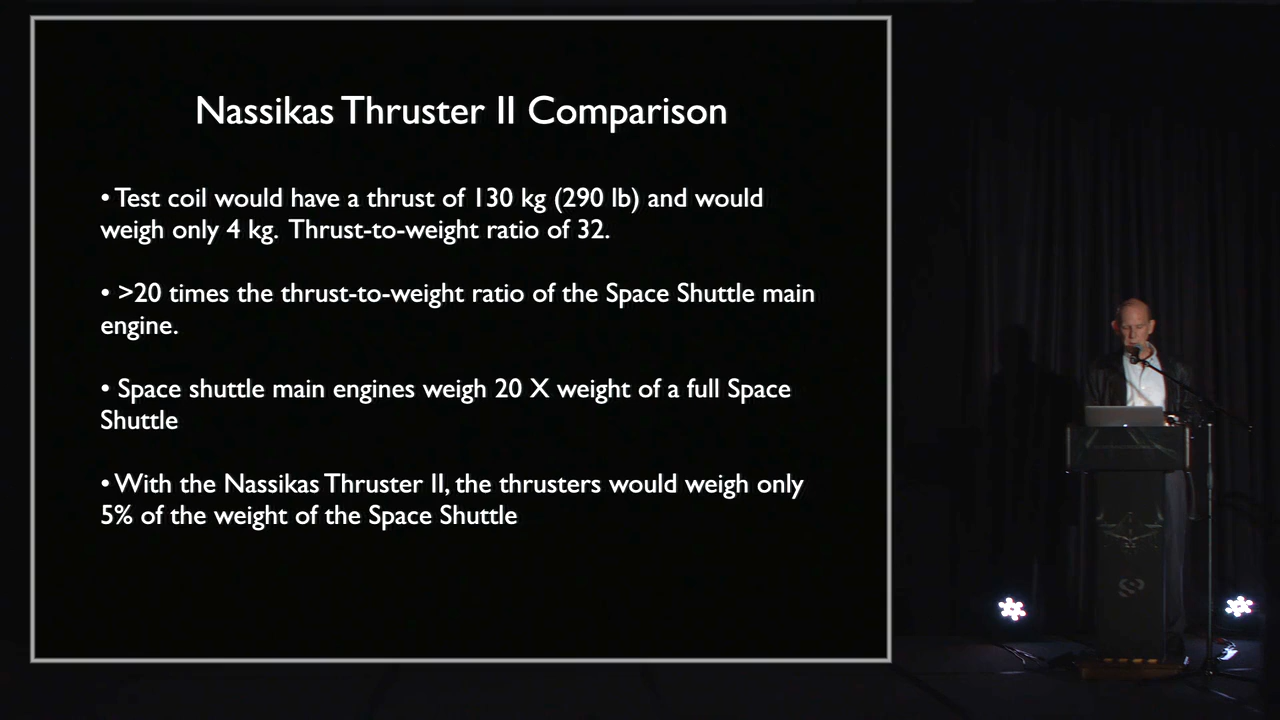 Nassikas Thruster II Comparison
• Test coil would have a thrust of 130 kg (290 lb) and would
weigh only 4 kg.  Thrust-to-weight ratio of 32.
• >20 times the thrust-to-weight ratio of the Space Shuttle main
engine.
• Space shuttle main engines weigh 20 X weight of a full Space
Shuttle
• With the Nassikas Thruster II, the thrusters would weigh only
5% of the weight of the Space Shuttle